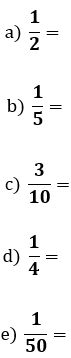 a) 1/2 =
b) 1/5 =
c) 3/10 =
d) 1/4 =
e) 1/50 =